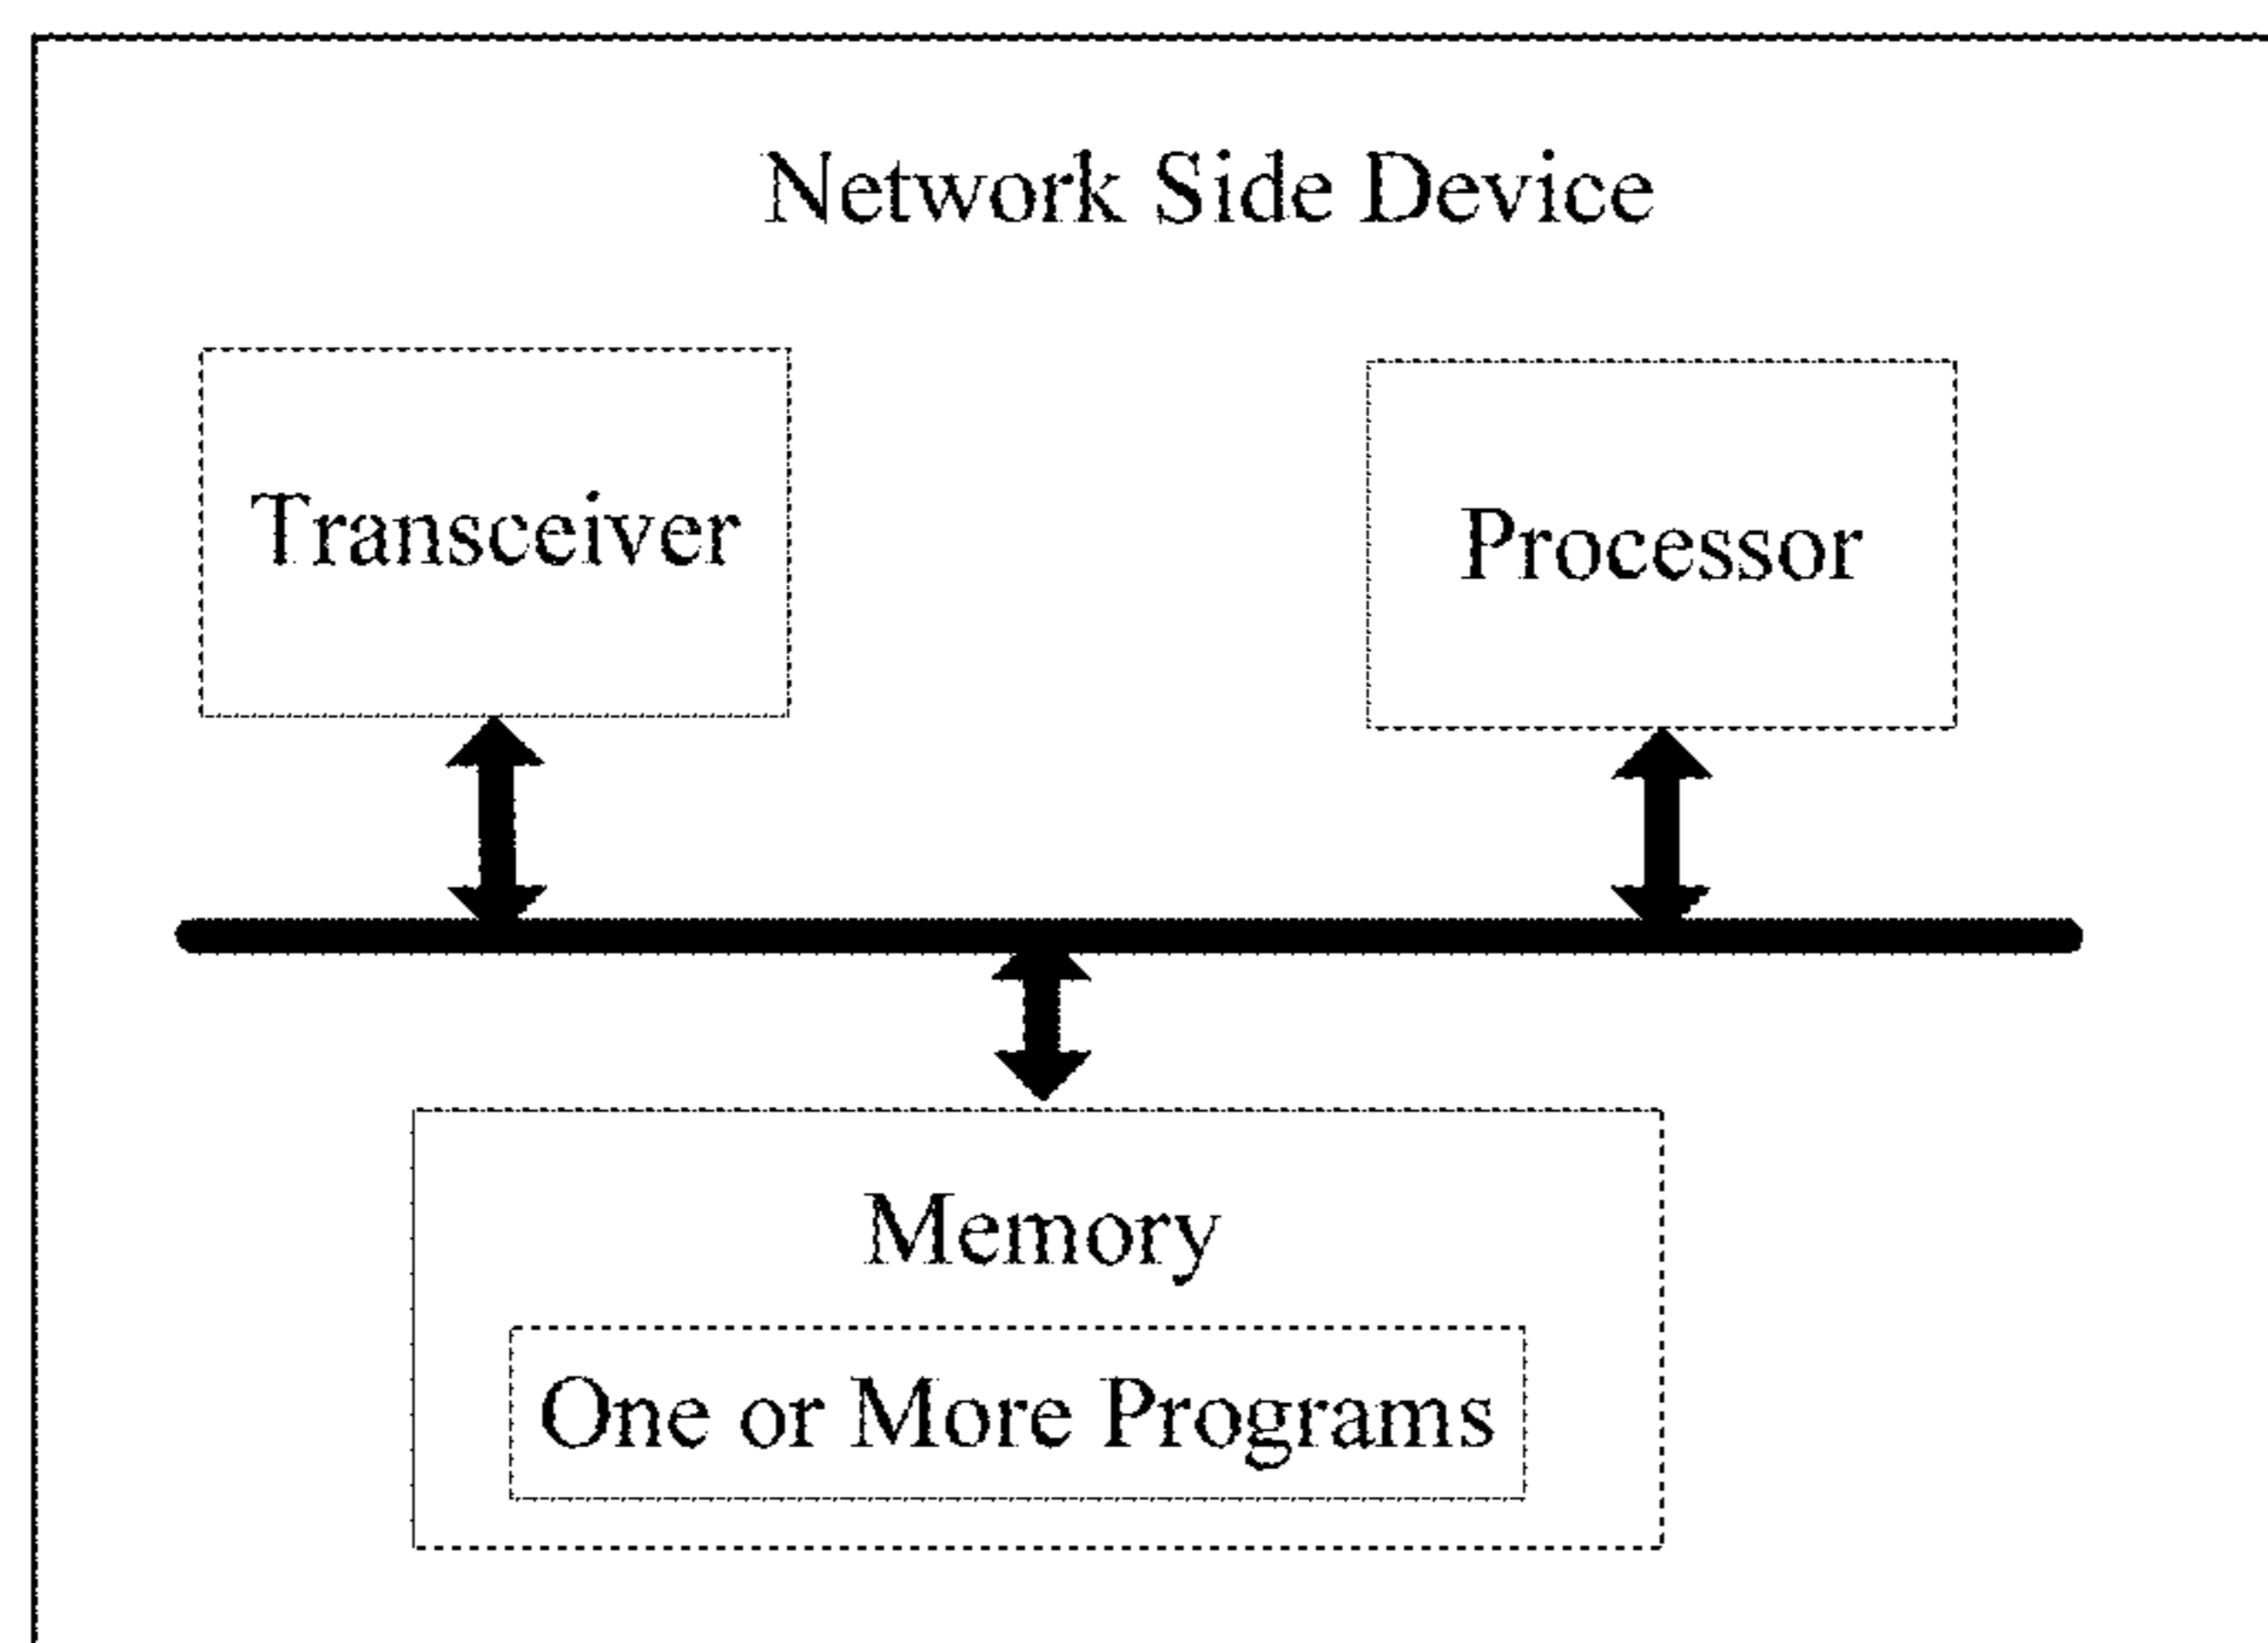 Network Side Device
Transceiver
Processor
Memory
One or More Programs